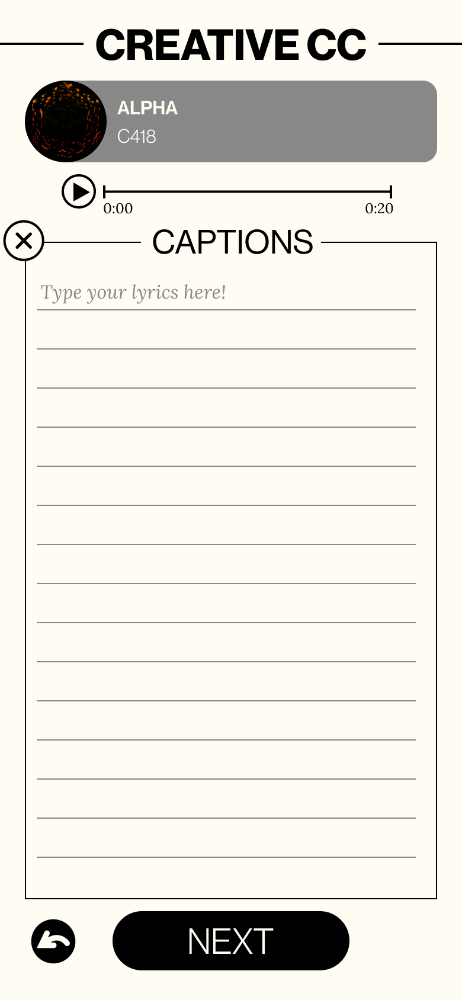 CREATIVE CC
ALPHA
C418
0:00
0:20
CAPTIONS
Type your lyrics here!
NEXT